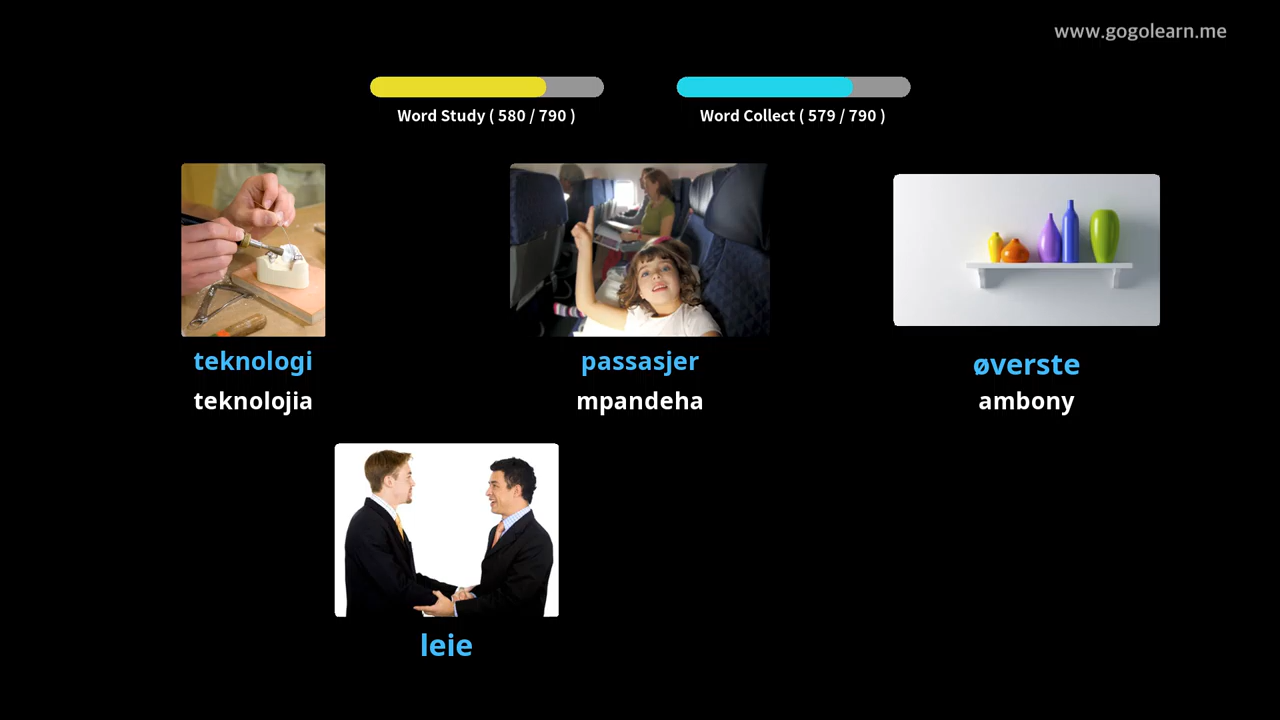 www.gogolearn.me
Word Study ( 580 / 790 )
Word Collect ( 579 / 790 )
teknologi
teknolojia
passasjer
mpandeha
øverste
ambony
leie